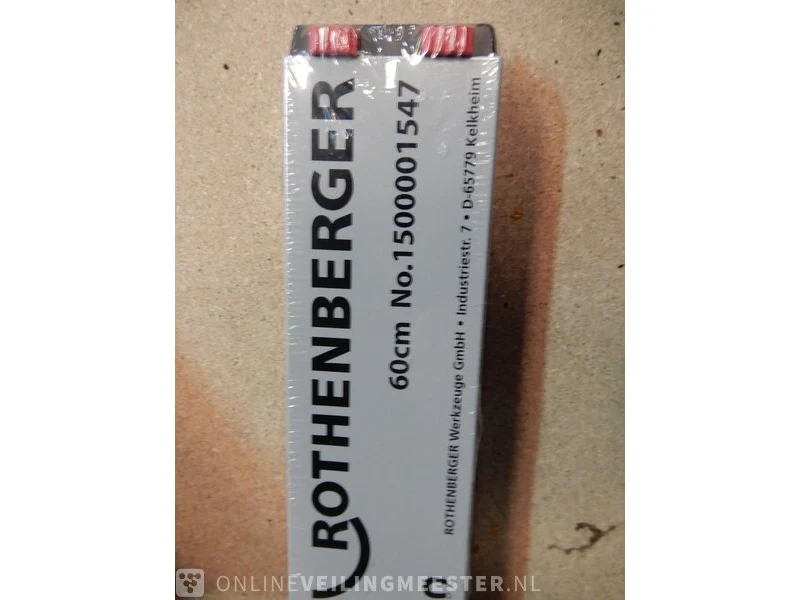 ROTHENBERGER
60cm No.1500001547
ROTHENBERGER Werkzeuge GmbH • Industriestr. 7 • D-65779 Kelkheim
ONLINEVEILINGMEESTER.NL